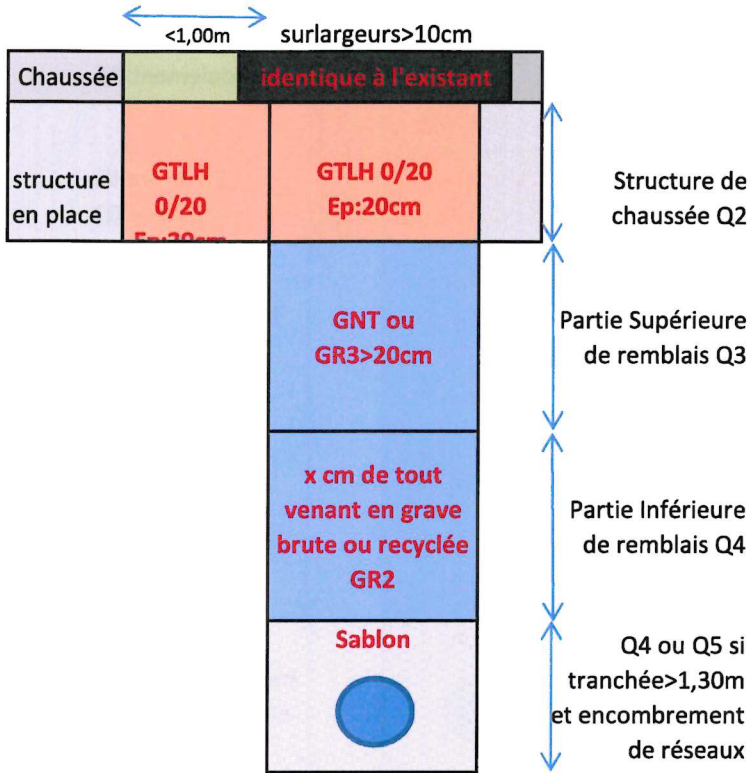 <1,00m surlargeurs>10cm
Chaussée identique à l'existant
structure
en place
GTLH
0/20
Ep:20cm
GTLH 0/20
Ep:20cm
Structure de
chaussée Q2
GNT ou
GR3>20cm
Partie Supérieure
de remblais Q3
x cm de tout
venant en grave
brute ou recyclée
GR2
Partie Inférieure
de remblais Q4
Sablon
Q4 ou Q5 si
tranchée>1,30m
et encombrement
de réseaux